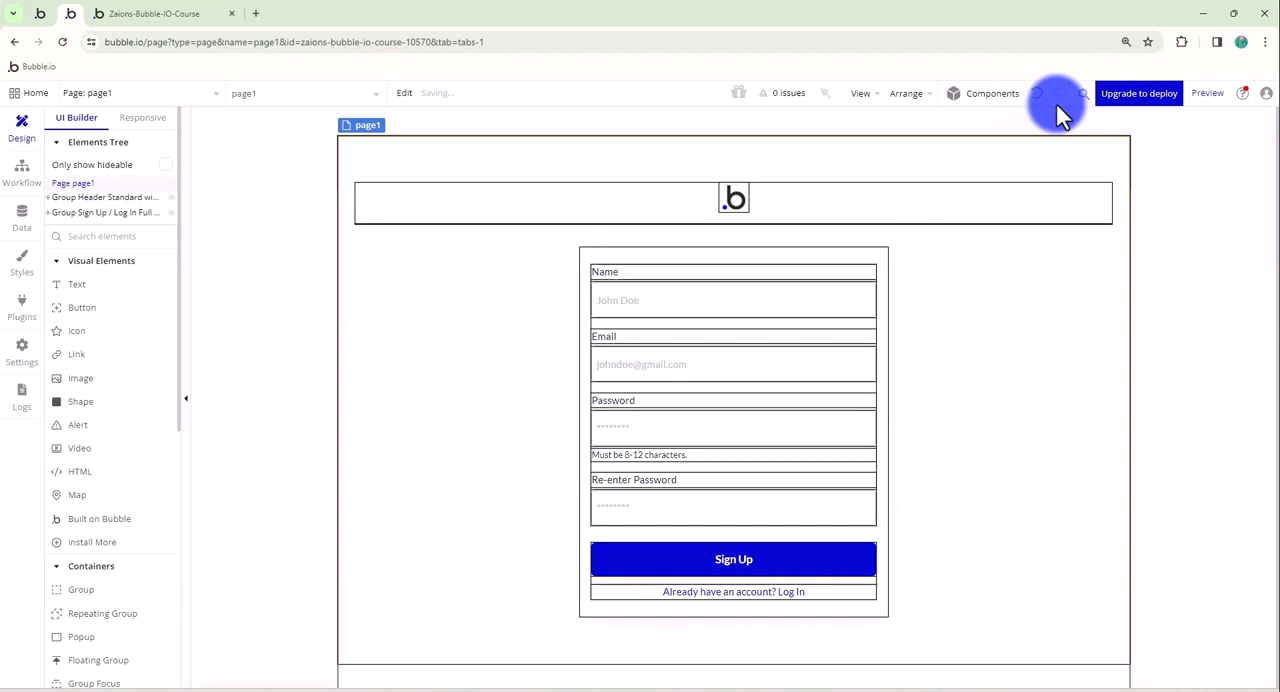 Zaions-Bubble-IO-Course
bubble.io/page?type=page&name=page1&id=zaions-bubble-io-course-10570&tab=tabs-1
.b Bubble.io
Home Page: page1 page1 Edit Saving... 0 issues View Arrange Components Upgrade to deploy Preview
UI Builder Responsive
Design
Workflow
Data
Styles
Plugins
Settings
Logs
Elements Tree
Only show hideable
Page page1
Group Header Standard wi...
Group Sign Up / Log In Full ...
Search elements
Visual Elements
Text
Button
Icon
Link
Image
Shape
Alert
Video
HTML
Map
Built on Bubble
Install More
Containers
Group
Repeating Group
Popup
Floating Group
Group Focus
page1
.b
Name
John Doe
Email
johndoe@gmail.com
Password
********
Must be 8-12 characters.
Re-enter Password
********
Sign Up
Already have an account? Log In